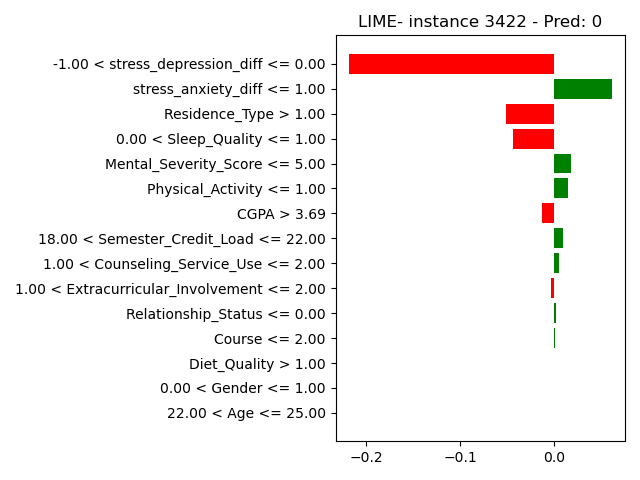 LIME- instance 3422 - Pred: 0
-1.00 < stress_depression_diff <= 0.00
stress_anxiety_diff <= 1.00
Residence_Type > 1.00
0.00 < Sleep_Quality <= 1.00
Mental_Severity_Score <= 5.00
Physical_Activity <= 1.00
CGPA > 3.69
18.00 < Semester_Credit_Load <= 22.00
1.00 < Counseling_Service_Use <= 2.00
1.00 < Extracurricular_Involvement <= 2.00
Relationship_Status <= 0.00
Course <= 2.00
Diet_Quality > 1.00
0.00 < Gender <= 1.00
22.00 < Age <= 25.00
−0.2 −0.1 0.0